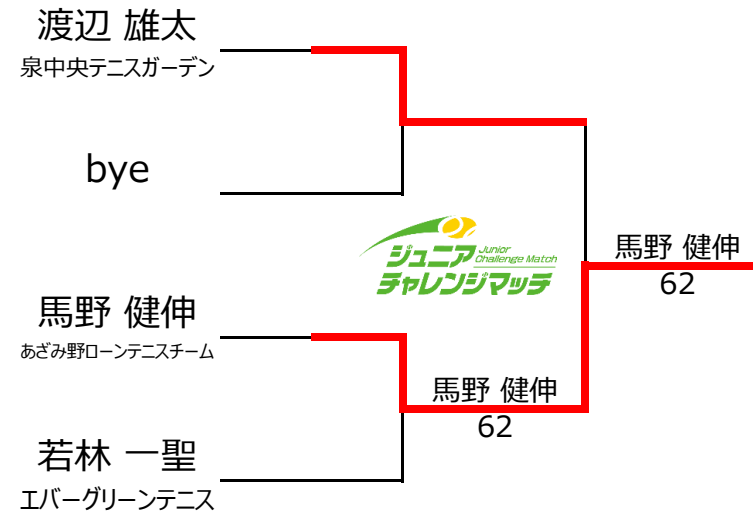 渡辺 雄太
泉中央テニスガーデン
bye
ジュニア Junior Challenge Match
チャレンジマッチ
馬野 健伸
62
馬野 健伸
あざみ野ローンテニスチーム
馬野 健伸
62
若林 一聖
エバーグリーンテニス